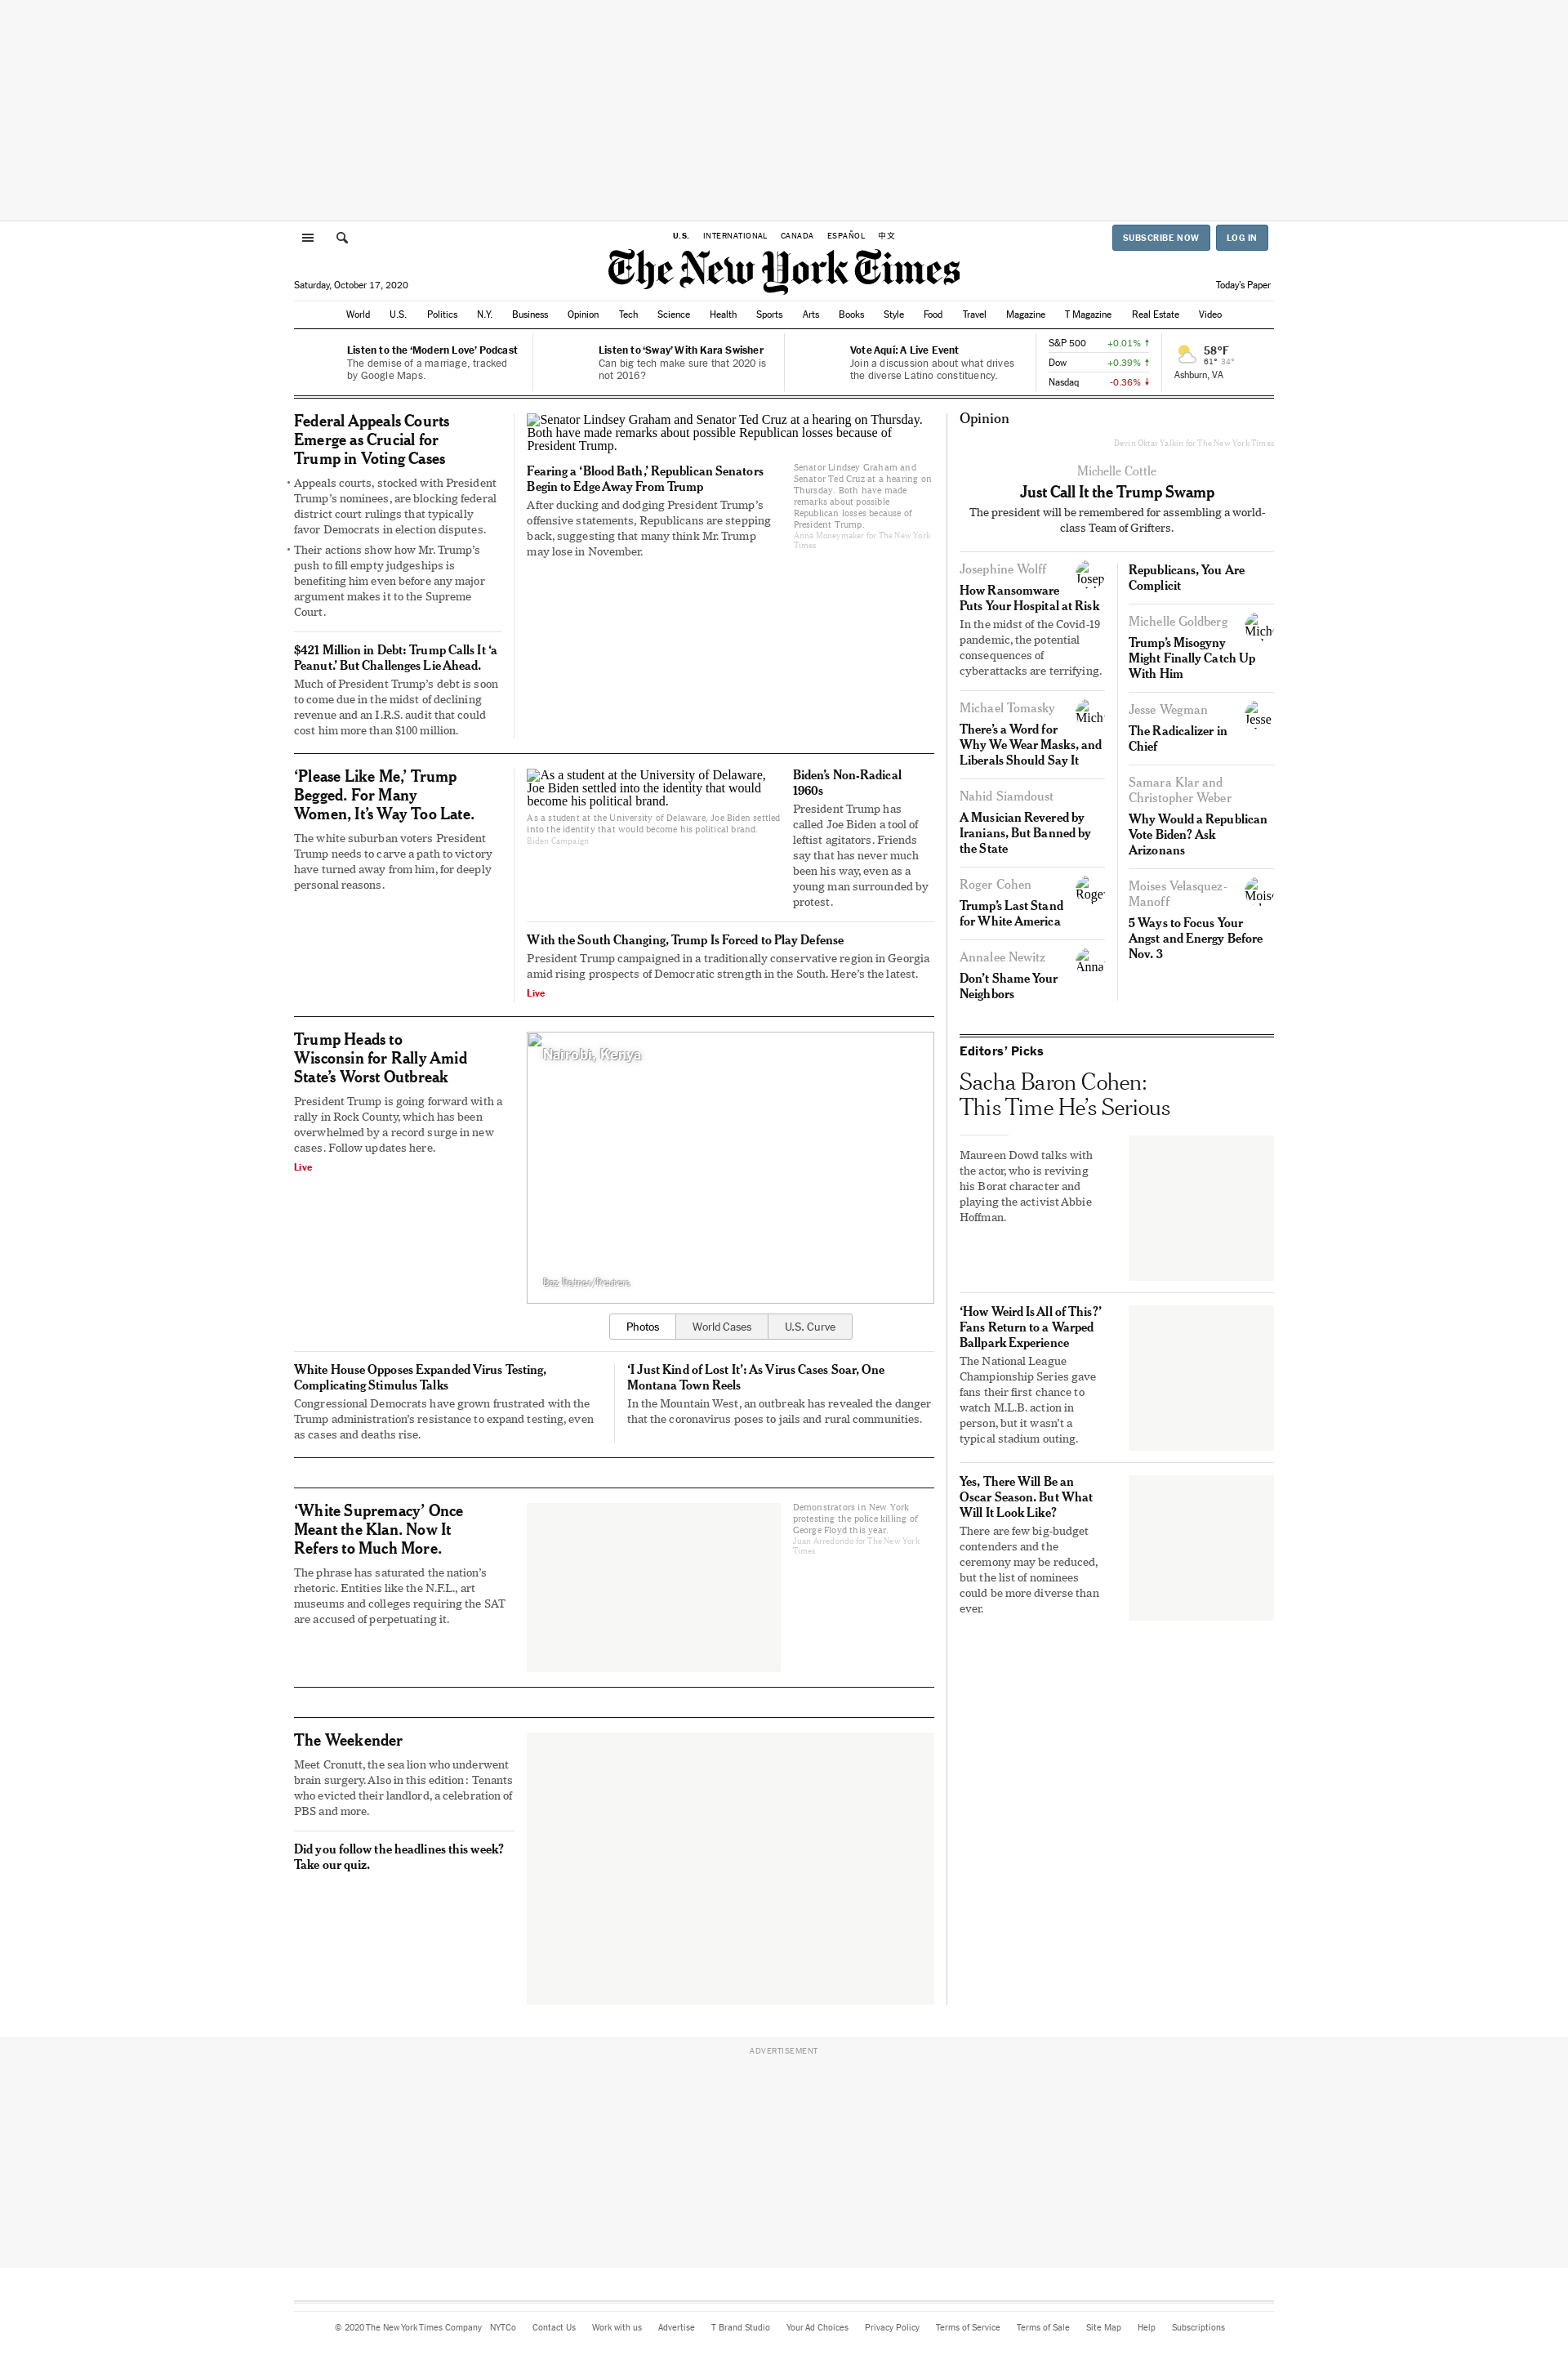 U.S. INTERNATIONAL CANADA ESPAÑOL 中文
SUBSCRIBE NOW LOG IN
The New York Times
Saturday, October 17, 2020
Today's Paper
World U.S. Politics N.Y. Business Opinion Tech Science Health Sports Arts Books Style Food Travel Magazine T Magazine Real Estate Video
Listen to the ‘Modern Love’ Podcast
The demise of a marriage, tracked
by Google Maps.
Listen to ‘Sway’ With Kara Swisher
Can big tech make sure that 2020 is
not 2016?
Vote Aquí: A Live Event
Join a discussion about what drives
the diverse Latino constituency.
S&P 500 +0.01%
Dow +0.39%
Nasdaq -0.36%
58°F
61° 34°
Ashburn, VA
Federal Appeals Courts
Emerge as Crucial for
Trump in Voting Cases
• Appeals courts, stocked with President
Trump’s nominees, are blocking federal
district court rulings that typically
favor Democrats in election disputes.
• Their actions show how Mr. Trump’s
push to fill empty judgeships is
benefiting him even before any major
argument makes it to the Supreme
Court.
$421 Million in Debt: Trump Calls It ‘a
Peanut.’ But Challenges Lie Ahead.
Much of President Trump’s debt is soon
to come due in the midst of declining
revenue and an I.R.S. audit that could
cost him more than $100 million.
Senator Lindsey Graham and Senator Ted Cruz at a hearing on Thursday.
Both have made remarks about possible Republican losses because of
President Trump.
Fearing a ‘Blood Bath,’ Republican Senators
Begin to Edge Away From Trump
After ducking and dodging President Trump’s
offensive statements, Republicans are stepping
back, suggesting that many think Mr. Trump
may lose in November.
Senator Lindsey Graham and
Senator Ted Cruz at a hearing on
Thursday. Both have made
remarks about possible
Republican losses because of
President Trump.
Anna Moneymaker for The New York
Times
‘Please Like Me,’ Trump
Begged. For Many
Women, It’s Way Too Late.
The white suburban voters President
Trump needs to carve a path to victory
have turned away from him, for deeply
personal reasons.
As a student at the University of Delaware,
Joe Biden settled into the identity that would
become his political brand.
As a student at the University of Delaware, Joe Biden settled
into the identity that would become his political brand.
Biden Campaign
Biden’s Non-Radical
1960s
President Trump has
called Joe Biden a tool of
leftist agitators. Friends
say that has never much
been his way, even as a
young man surrounded by
protest.
With the South Changing, Trump Is Forced to Play Defense
President Trump campaigned in a traditionally conservative region in Georgia
amid rising prospects of Democratic strength in the South. Here’s the latest.
Live
Trump Heads to
Wisconsin for Rally Amid
State’s Worst Outbreak
President Trump is going forward with a
rally in Rock County, which has been
overwhelmed by a record surge in new
cases. Follow updates here.
Live
Nairobi, Kenya
Baz Ratner/Reuters
Photos World Cases U.S. Curve
White House Opposes Expanded Virus Testing,
Complicating Stimulus Talks
Congressional Democrats have grown frustrated with the
Trump administration’s resistance to expand testing, even
as cases and deaths rise.
‘I Just Kind of Lost It’: As Virus Cases Soar, One
Montana Town Reels
In the Mountain West, an outbreak has revealed the danger
that the coronavirus poses to jails and rural communities.
‘White Supremacy’ Once
Meant the Klan. Now It
Refers to Much More.
The phrase has saturated the nation’s
rhetoric. Entities like the N.F.L., art
museums and colleges requiring the SAT
are accused of perpetuating it.
Demonstrators in New York
protesting the police killing of
George Floyd this year.
Juan Arredondo for The New York
Times
The Weekender
Meet Cronutt, the sea lion who underwent
brain surgery. Also in this edition: Tenants
who evicted their landlord, a celebration of
PBS and more.
Did you follow the headlines this week?
Take our quiz.
Opinion
Devin Oktar Yalkin for The New York Times
Michelle Cottle
Just Call It the Trump Swamp
The president will be remembered for assembling a world-
class Team of Grifters.
Josephine Wolff
Josep
How Ransomware
Puts Your Hospital at Risk
In the midst of the Covid-19
pandemic, the potential
consequences of
cyberattacks are terrifying.
Michael Tomasky
Mich
There’s a Word for
Why We Wear Masks, and
Liberals Should Say It
Nahid Siamdoust
A Musician Revered by
Iranians, But Banned by
the State
Roger Cohen
Roger
Trump’s Last Stand
for White America
Annalee Newitz
Anna
Don’t Shame Your
Neighbors
Republicans, You Are
Complicit
Michelle Goldberg
Miche
Trump’s Misogyny
Might Finally Catch Up
With Him
Jesse Wegman
Jesse
The Radicalizer in
Chief
Samara Klar and
Christopher Weber
Why Would a Republican
Vote Biden? Ask
Arizonans
Moises Velasquez-
Manoff
Mois
5 Ways to Focus Your
Angst and Energy Before
Nov. 3
Editors’ Picks
Sacha Baron Cohen:
This Time He’s Serious
Maureen Dowd talks with
the actor, who is reviving
his Borat character and
playing the activist Abbie
Hoffman.
‘How Weird Is All of This?’
Fans Return to a Warped
Ballpark Experience
The National League
Championship Series gave
fans their first chance to
watch M.L.B. action in
person, but it wasn’t a
typical stadium outing.
Yes, There Will Be an
Oscar Season. But What
Will It Look Like?
There are few big-budget
contenders and the
ceremony may be reduced,
but the list of nominees
could be more diverse than
ever.
ADVERTISEMENT
© 2020 The New York Times Company NYTCo Contact Us Work with us Advertise T Brand Studio Your Ad Choices Privacy Policy Terms of Service Terms of Sale Site Map Help Subscriptions